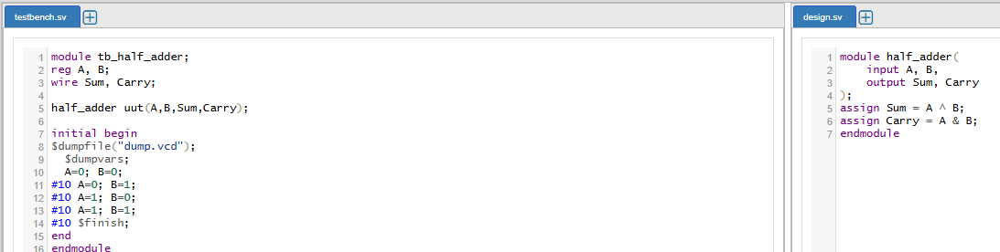 testbench.sv
1 module tb_half_adder;
2 reg A, B;
3 wire Sum, Carry;
4
5 half_adder uut(A,B,Sum,Carry);
6
7 initial begin
8 $dumpfile("dump.vcd");
9   $dumpvars;
10   A=0; B=0;
11 #10 A=0; B=1;
12 #10 A=1; B=0;
13 #10 A=1; B=1;
14 #10 $finish;
15 end
16 endmodule
design.sv
1 module half_adder(
2     input A, B,
3     output Sum, Carry
4 );
5 assign Sum = A ^ B;
6 assign Carry = A & B;
7 endmodule